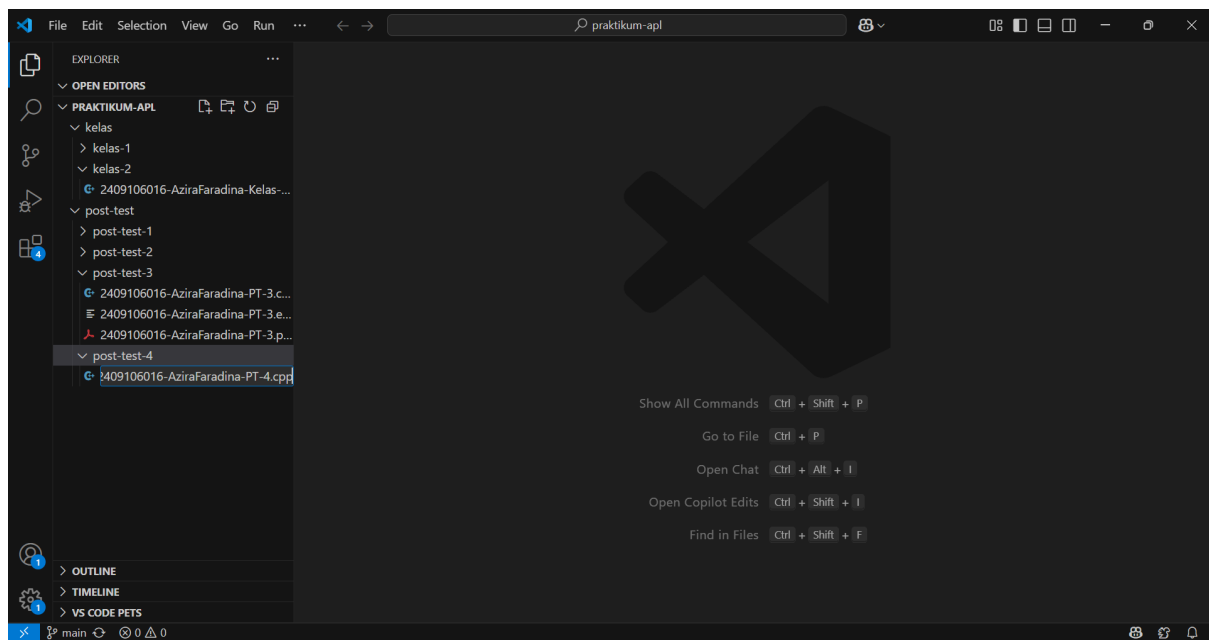 File Edit Selection View Go Run ··· praktikum-apl
EXPLORER ···
OPEN EDITORS
PRAKTIKUM-APL
kelas
kelas-1
kelas-2
2409106016-AziraFaradina-Kelas-...
post-test
post-test-1
post-test-2
post-test-3
2409106016-AziraFaradina-PT-3.c...
2409106016-AziraFaradina-PT-3.e...
2409106016-AziraFaradina-PT-3.p...
post-test-4
2409106016-AziraFaradina-PT-4.cpp
4
Show All Commands Ctrl + Shift + P
Go to File Ctrl + P
Open Chat Ctrl + Alt + I
Open Copilot Edits Ctrl + Shift + I
Find in Files Ctrl + Shift + F
1
OUTLINE
TIMELINE
1
VS CODE PETS
main 0 0